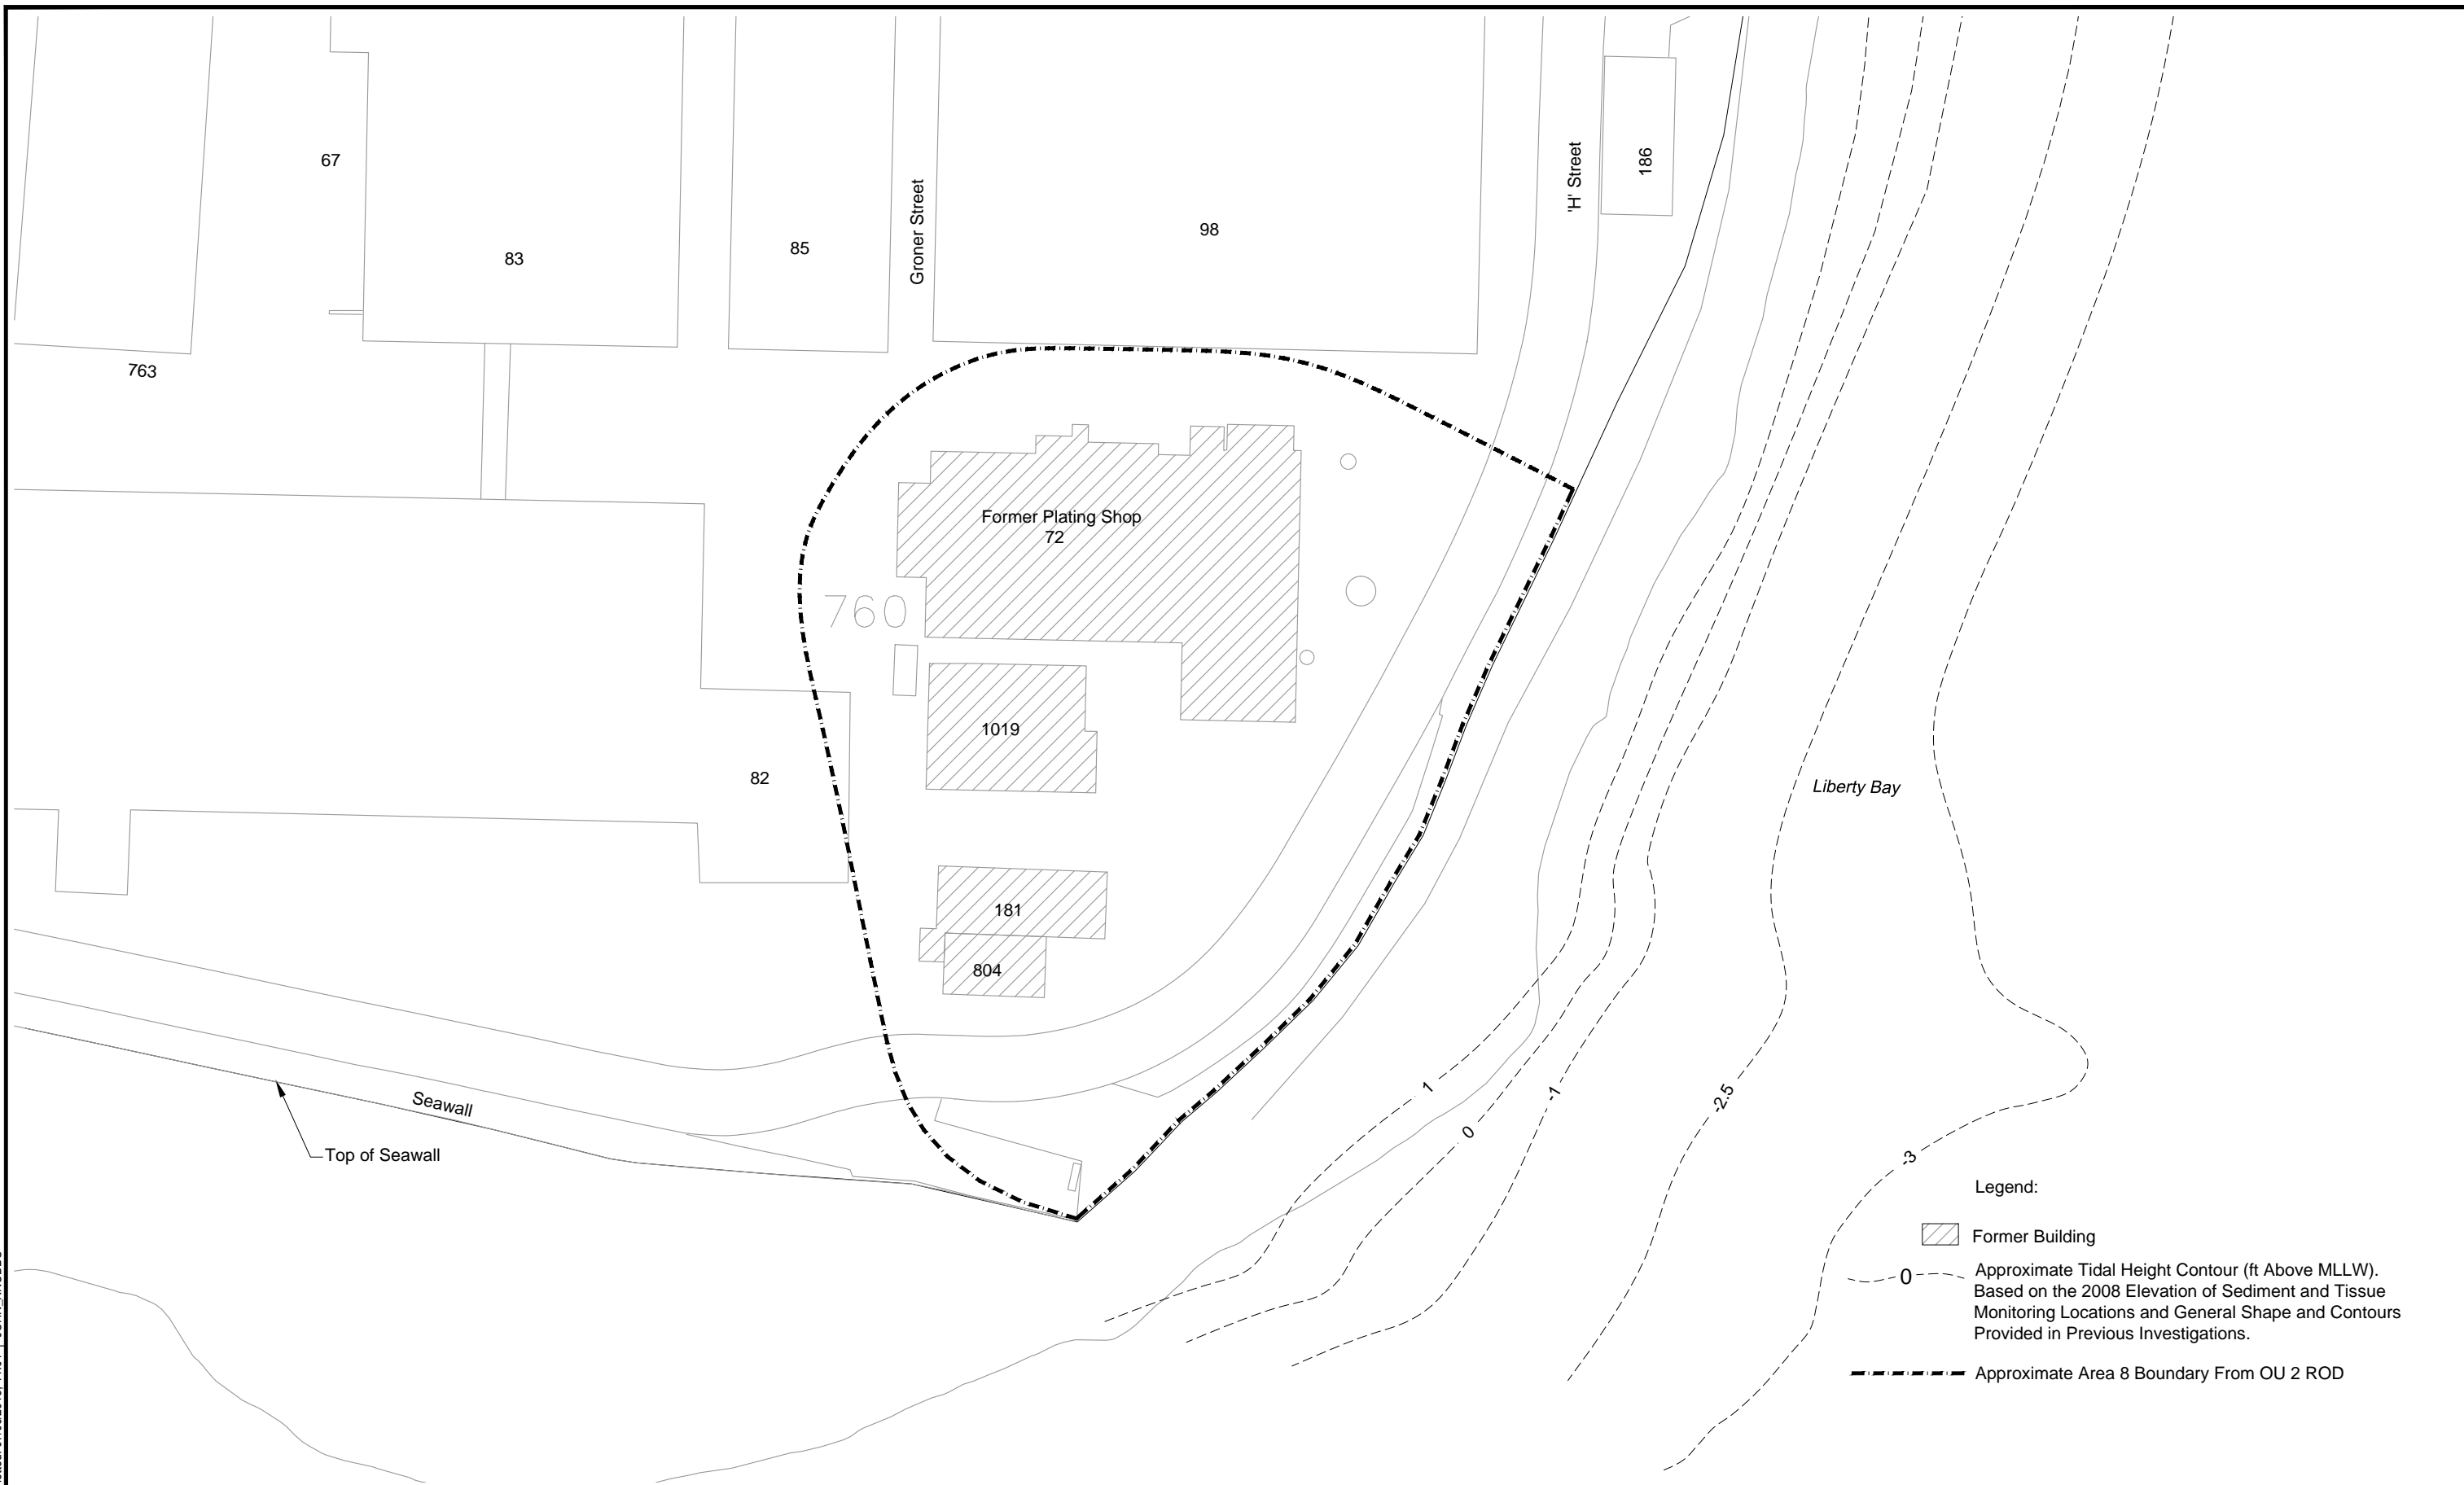 67
83
85
Groner Street
98
'H' Street
186
763
Former Plating Shop
72
760
1019
82
181
804
Liberty Bay
Seawall
Top of Seawall
1
0
-1
-2.5
-3
Legend:
Former Building
0
Approximate Tidal Height Contour (ft Above MLLW).
Based on the 2008 Elevation of Sediment and Tissue
Monitoring Locations and General Shape and Contours
Provided in Previous Investigations.
Approximate Area 8 Boundary From OU 2 ROD